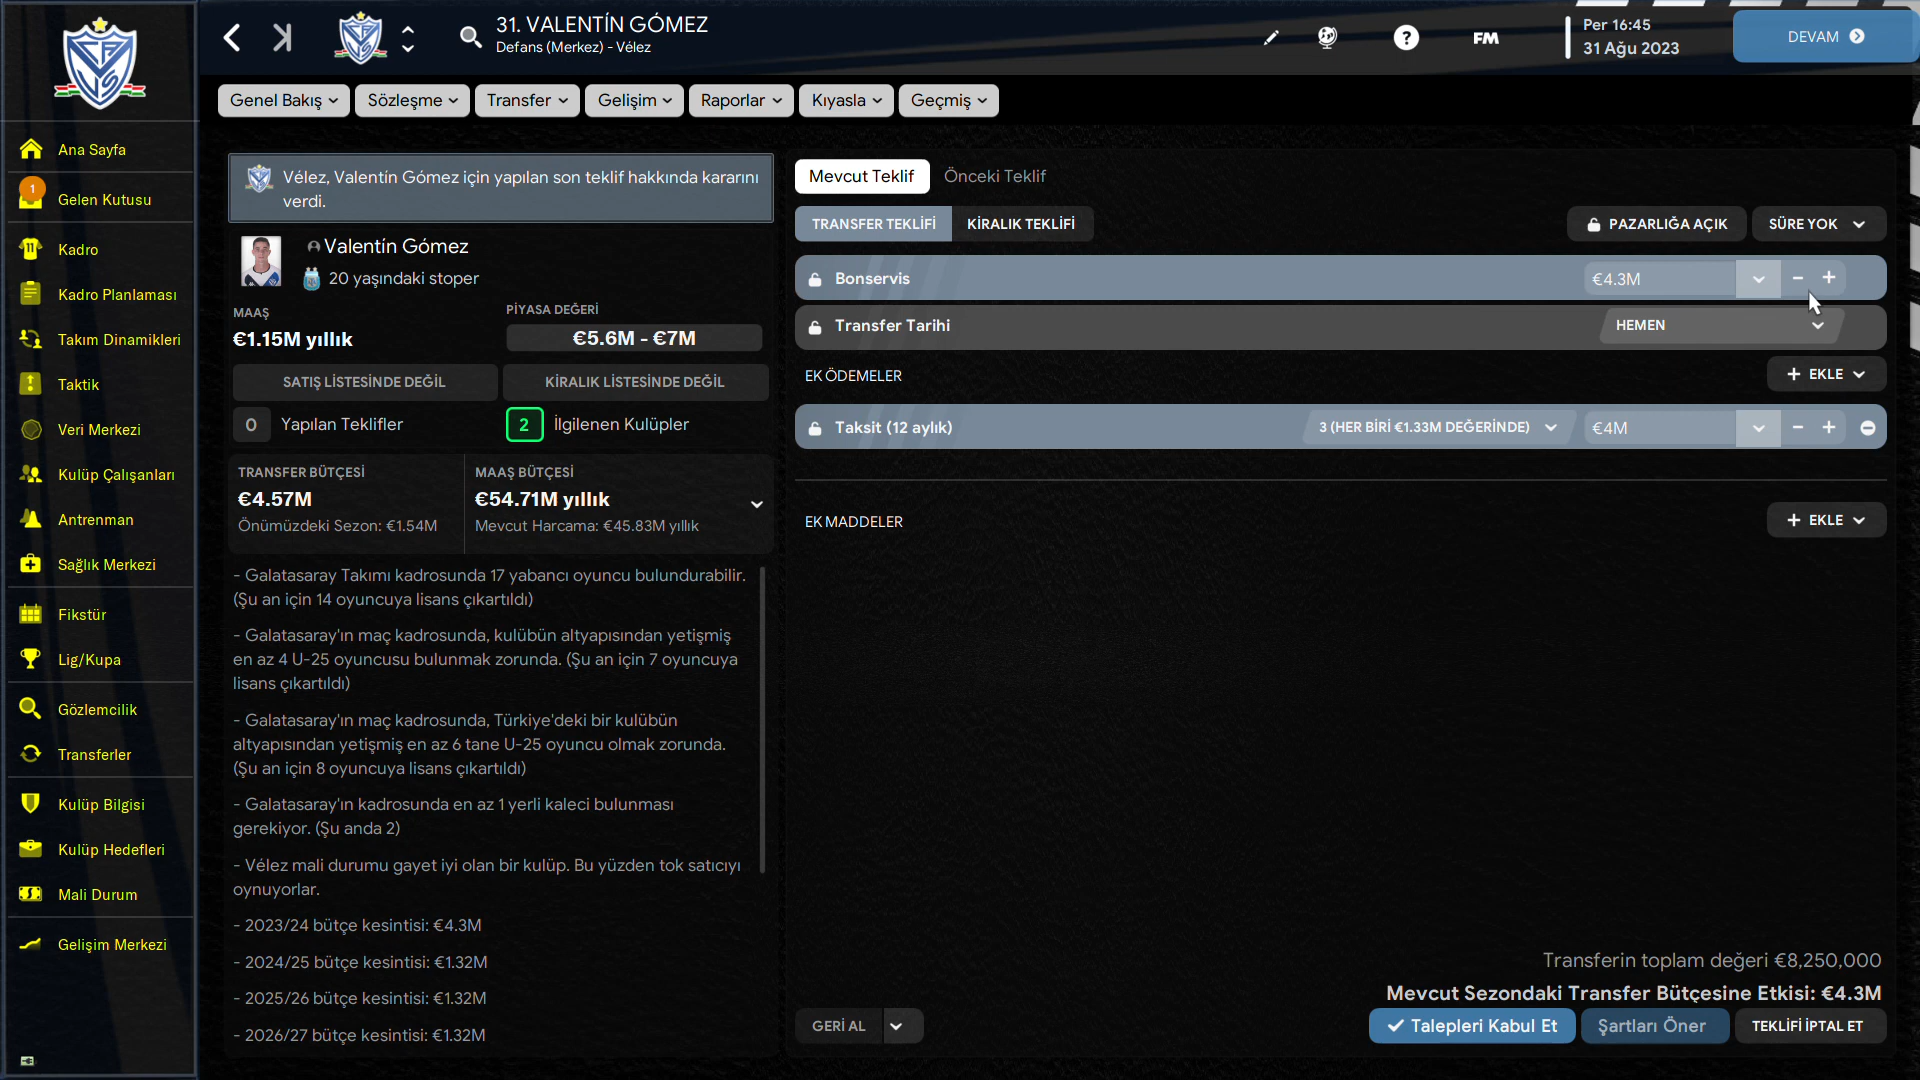 31. VALENTÍN GÓMEZ
Defans (Merkez) - Vélez
FM
Per 16:45
31 Ağu 2023
DEVAM
Genel Bakış
Sözleşme
Transfer
Gelişim
Raporlar
Kıyasla
Geçmiş
Ana Sayfa
1
Gelen Kutusu
Kadro
Kadro Planlaması
Takım Dinamikleri
Taktik
Veri Merkezi
Kulüp Çalışanları
Antrenman
Sağlık Merkezi
Fikstür
Lig/Kupa
Gözlemcilik
Transferler
Kulüp Bilgisi
Kulüp Hedefleri
Mali Durum
Gelişim Merkezi
Vélez, Valentín Gómez için yapılan son teklif hakkında kararını
verdi.
Valentín Gómez
20 yaşındaki stoper
MAAŞ
€1.15M yıllık
PİYASA DEĞERİ
€5.6M - €7M
SATIŞ LİSTESİNDE DEĞİL
KİRALIK LİSTESİNDE DEĞİL
0 Yapılan Teklifler
2 İlgilenen Kulüpler
TRANSFER BÜTÇESİ
€4.57M
Önümüzdeki Sezon: €1.54M
MAAŞ BÜTÇESİ
€54.71M yıllık
Mevcut Harcama: €45.83M yıllık
- Galatasaray Takımı kadrosunda 17 yabancı oyuncu bulundurabilir.
(Şu an için 14 oyuncuya lisans çıkartıldı)
- Galatasaray'ın maç kadrosunda, kulübün altyapısından yetişmiş
en az 4 U-25 oyuncusu bulunmak zorunda. (Şu an için 7 oyuncuya
lisans çıkartıldı)
- Galatasaray'ın maç kadrosunda, Türkiye'deki bir kulübün
altyapısından yetişmiş en az 6 tane U-25 oyuncu olmak zorunda.
(Şu an için 8 oyuncuya lisans çıkartıldı)
- Galatasaray'ın kadrosunda en az 1 yerli kaleci bulunması
gerekiyor. (Şu anda 2)
- Vélez mali durumu gayet iyi olan bir kulüp. Bu yüzden tok satıcıyı
oynuyorlar.
- 2023/24 bütçe kesintisi: €4.3M
- 2024/25 bütçe kesintisi: €1.32M
- 2025/26 bütçe kesintisi: €1.32M
- 2026/27 bütçe kesintisi: €1.32M
Mevcut Teklif
Önceki Teklif
TRANSFER TEKLİFİ
KİRALIK TEKLİFİ
PAZARLIĞA AÇIK
SÜRE YOK
Bonservis
€4.3M
Transfer Tarihi
HEMEN
EK ÖDEMELER
EKLE
Taksit (12 aylık)
3 (HER BİRİ €1.33M DEĞERİNDE)
€4M
EK MADDELER
EKLE
Transferin toplam değeri €8,250,000
Mevcut Sezondaki Transfer Bütçesine Etkisi: €4.3M
GERİ AL
Talepleri Kabul Et
Şartları Öner
TEKLİFİ İPTAL ET